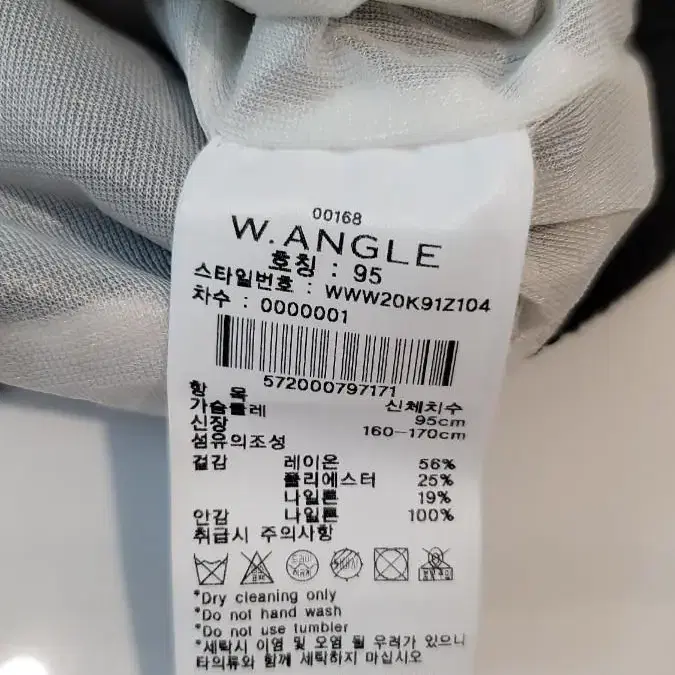 00168
W.ANGLE
호칭 : 95
스타일번호 : WWW20K91Z104
차수 : 0000001
572000797171
항 목 신체치수
가슴둘레 95cm
신장 160-170cm
섬유의조성
겉감 레이온 56%
폴리에스터 25%
나일론 19%
안감 나일론 100%
취급시 주의사항
드라이
*Dry cleaning only
*Do not hand wash
*Do not use tumbler
*세탁시 이염 및 오염 될 우려가 있으니
타의류와 함께 세탁하지 마십시오